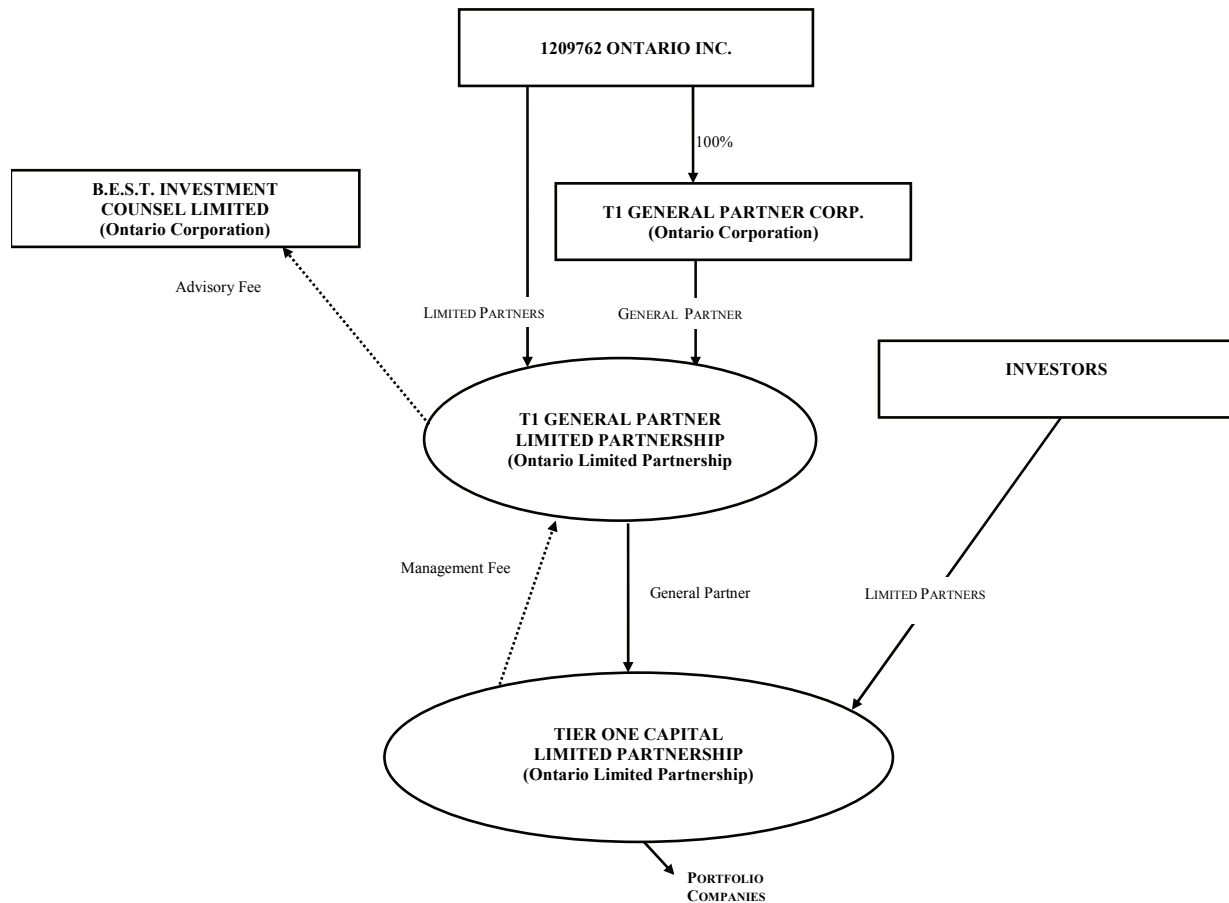 1209762 ONTARIO INC.
100%
B.E.S.T. INVESTMENT
COUNSEL LIMITED
(Ontario Corporation)
T1 GENERAL PARTNER CORP.
(Ontario Corporation)
Advisory Fee
LIMITED PARTNERS
GENERAL PARTNER
INVESTORS
T1 GENERAL PARTNER
LIMITED PARTNERSHIP
(Ontario Limited Partnership
Management Fee
General Partner
LIMITED PARTNERS
TIER ONE CAPITAL
LIMITED PARTNERSHIP
(Ontario Limited Partnership)
PORTFOLIO
COMPANIES